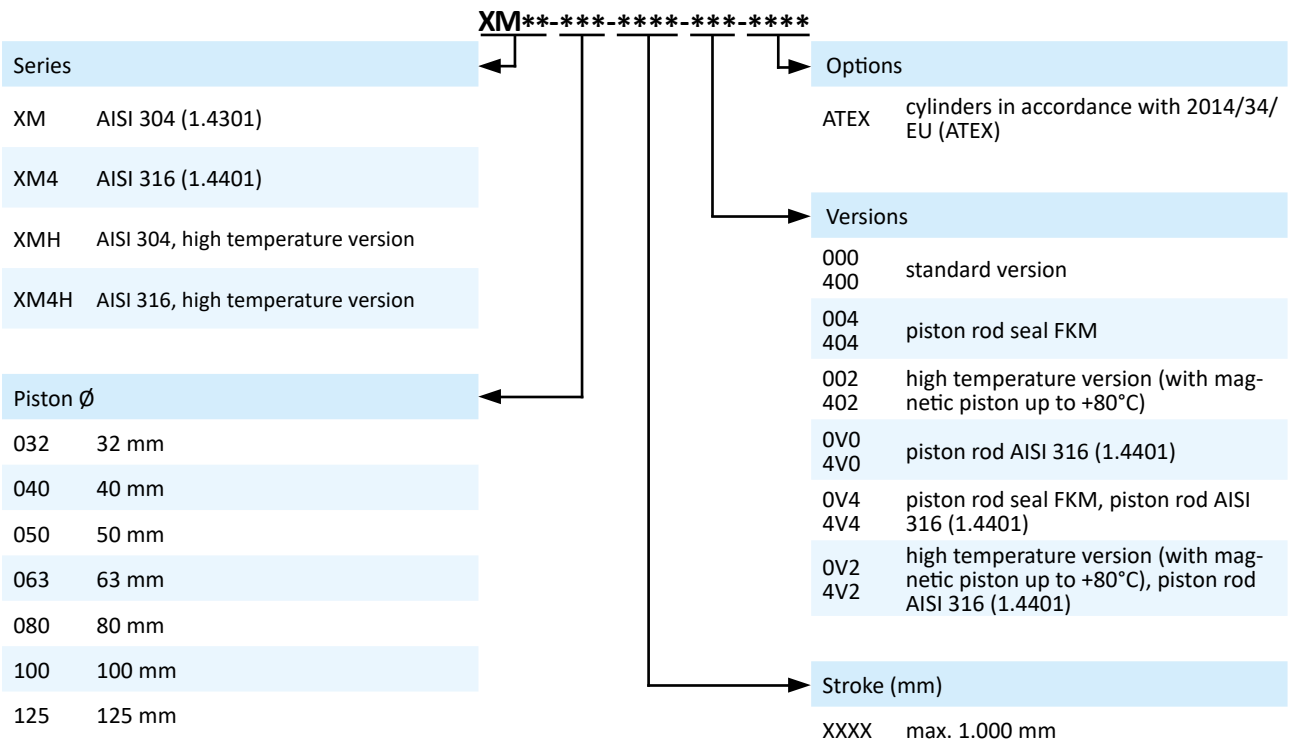 XM**-***-****-***-****
Series
XM AISI 304 (1.4301)
XM4 AISI 316 (1.4401)
XMH AISI 304, high temperature version
XM4H AISI 316, high temperature version
Piston Ø
032 32 mm
040 40 mm
050 50 mm
063 63 mm
080 80 mm
100 100 mm
125 125 mm
Options
ATEX cylinders in accordance with 2014/34/
EU (ATEX)
Versions
000
400
standard version
004
404
piston rod seal FKM
002
402
high temperature version (with mag-
netic piston up to +80°C)
0V0
4V0
piston rod AISI 316 (1.4401)
0V4
4V4
piston rod seal FKM, piston rod AISI
316 (1.4401)
0V2
4V2
high temperature version (with mag-
netic piston up to +80°C), piston rod
AISI 316 (1.4401)
Stroke (mm)
XXXX max. 1.000 mm